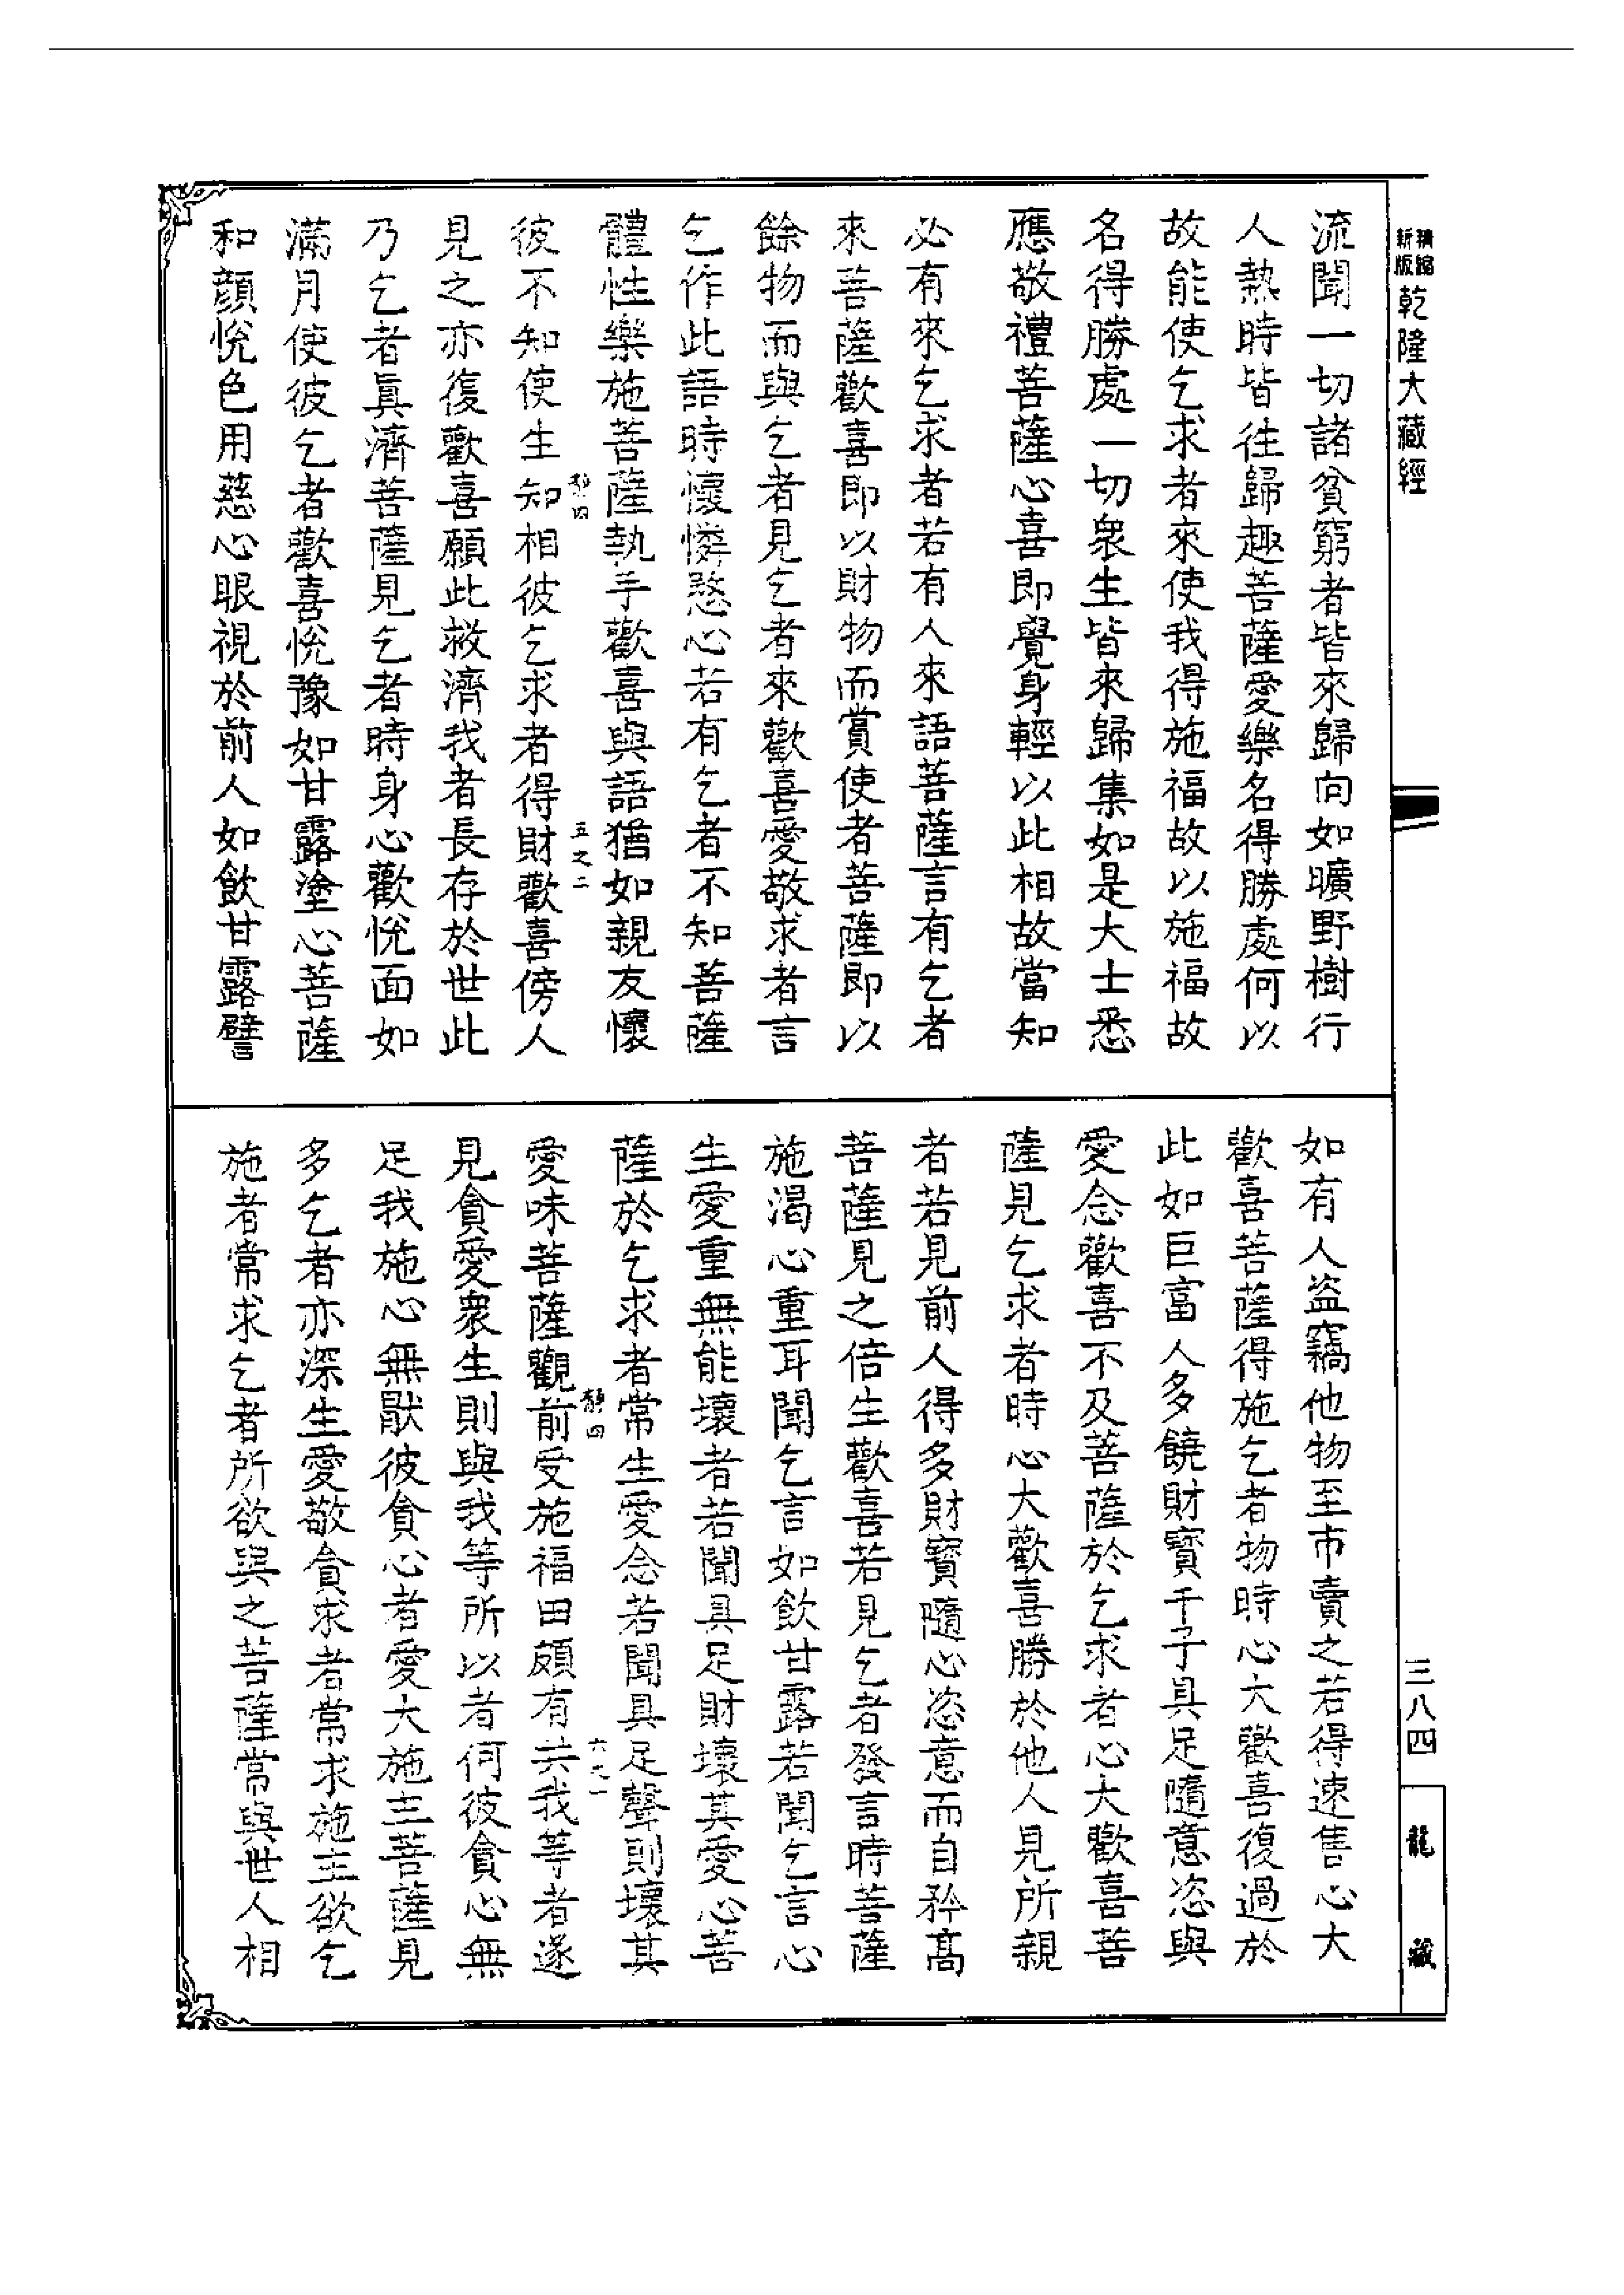 精縮新版
乾隆大藏經
流聞一切諸貧窮者皆來歸向如曠野樹行
人熱時皆往歸趣菩薩愛樂名得勝處何以
故能使乞求者來使我得施福故以施福故
名得勝處一切衆生皆來歸集如是大士悉
應敬禮菩薩心喜即覺身輕以此相故當知
必有來乞求者若有人來語菩薩言有乞者
來菩薩歡喜即以財物而賞使者菩薩即以
餘物而與乞者見乞者來歡喜愛敬求者言
乞作此語時懷憐愍心若有乞者不知菩薩
體性樂施菩薩執手歡喜與語猶如親友懷
靜四
五之二
彼不知使生知相彼乞求者得財歡喜傍人
見之亦復歡喜願此救濟我者長存於世此
乃乞者眞濟菩薩見乞者時身心歡悅面如
滿月使彼乞者歡喜悅豫如甘露塗心菩薩
和顔悅色用慈心眼視於前人如飲甘露譬
如有人盜竊他物至市賣之若得速售心大
歡喜菩薩得施乞者物時心大歡喜復過於
此如巨富人多饒財寶千子具足隨意恣與
愛念歡喜不及菩薩於乞求者心大歡喜菩
薩見乞求者時心大歡喜勝於他人見所親
者若見前人得多財寶隨心恣意而自矜高
菩薩見之倍生歡喜若見乞者發言時菩薩
施渴心重耳聞乞言如飲甘露若聞乞言心
生愛重無能壞者若聞具足財壞其愛心菩
薩於乞求者常生愛念若聞具足聲則壞其
靜四
六之一
愛味菩薩觀前受施福田頗有共我等者遂
見貪愛衆生則與我等所以者何彼貪心無
足我施心無猒彼貪心者愛大施主菩薩見
多乞者亦深生愛敬貪求者常求施主欲乞
施者常求乞者所欲與之菩薩常與世人相
三八四
龍藏